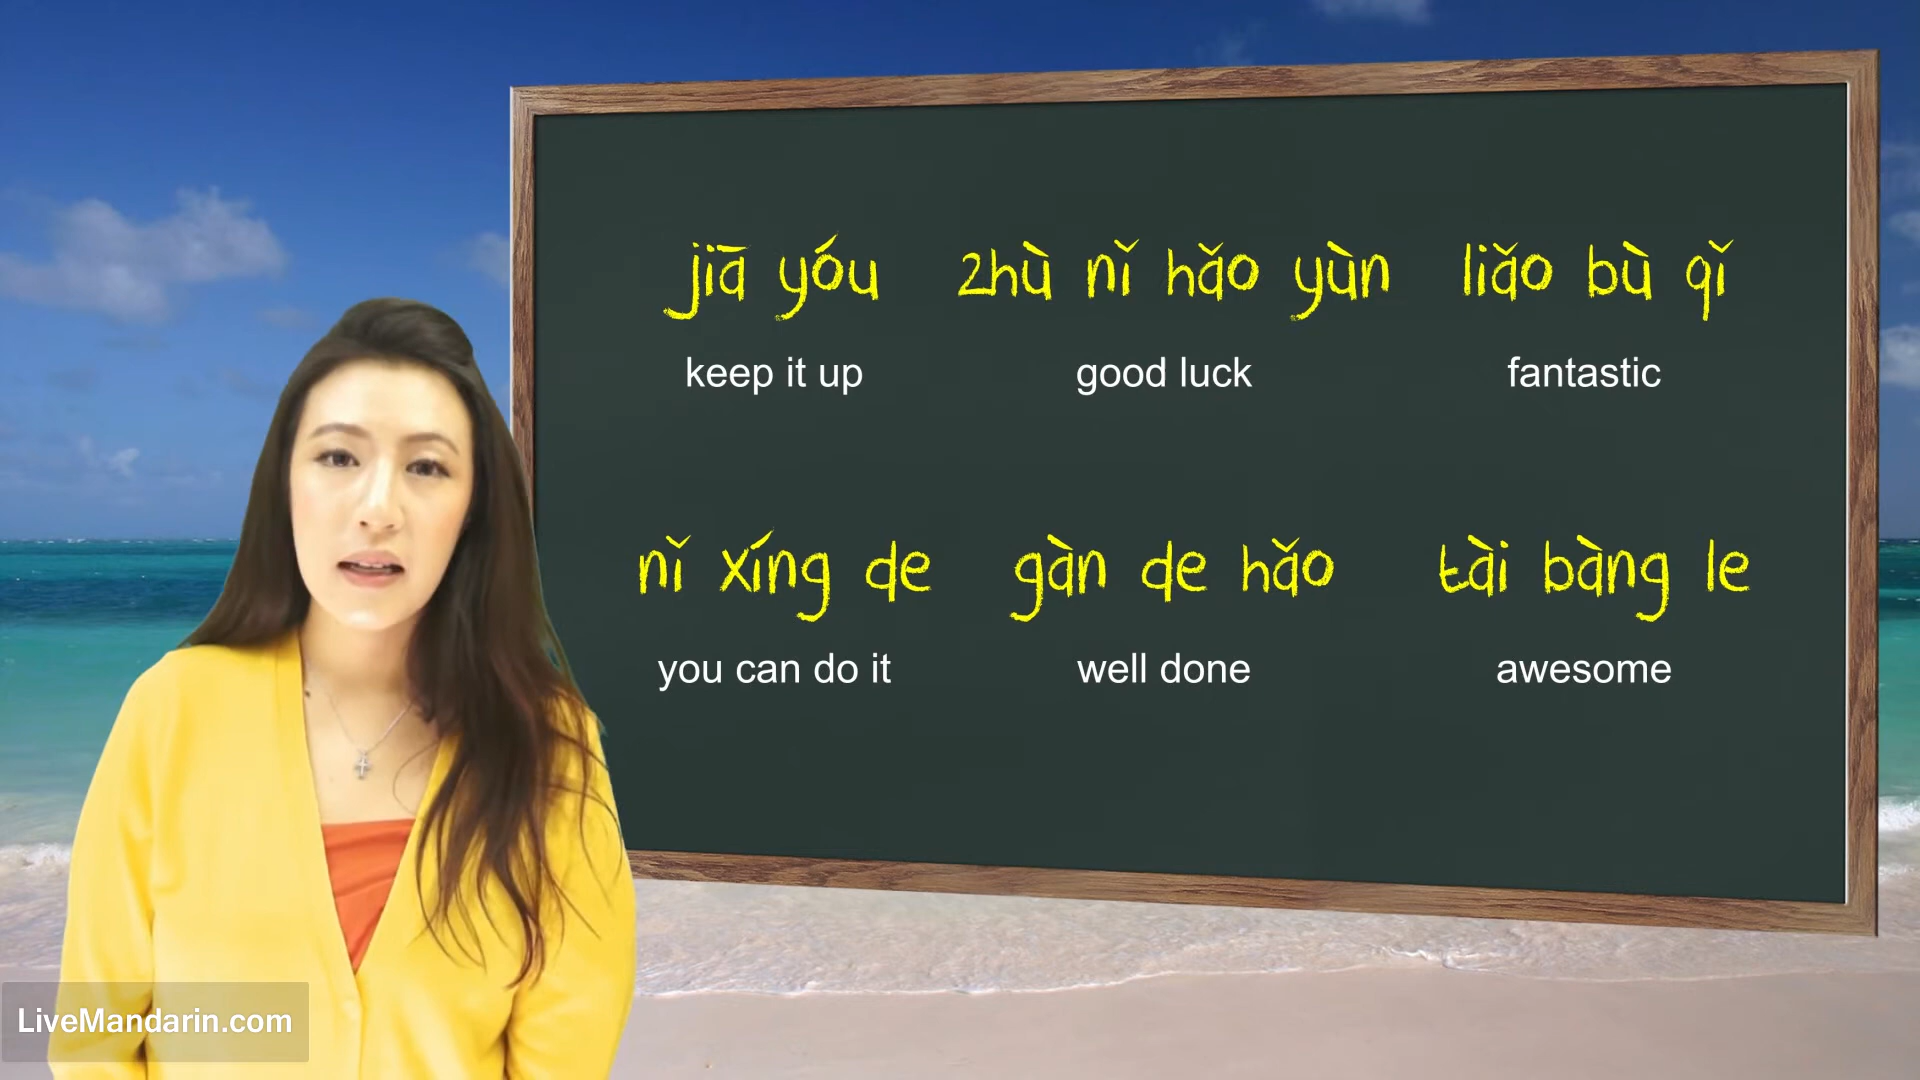 jiā yóu zhù nǐ hǎo yùn liǎo bù qǐ
keep it up good luck fantastic
nǐ xíng de gàn de hǎo tài bàng le
you can do it well done awesome
LiveMandarin.com